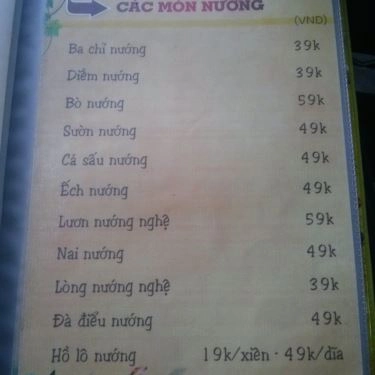 CÁC MÓN NƯỚNG
(VND)
Ba chỉ nướng 39k
Diềm nướng 39k
Bò nướng 59k
Sườn nướng 49k
Cá sấu nướng 49k
Ếch nướng 49k
Lươn nướng nghệ 59k
Nai nướng 49k
Lòng nướng nghệ 39k
Đà điểu nướng 49k
Hồ lô nướng 19k/xiên - 49k/dĩa